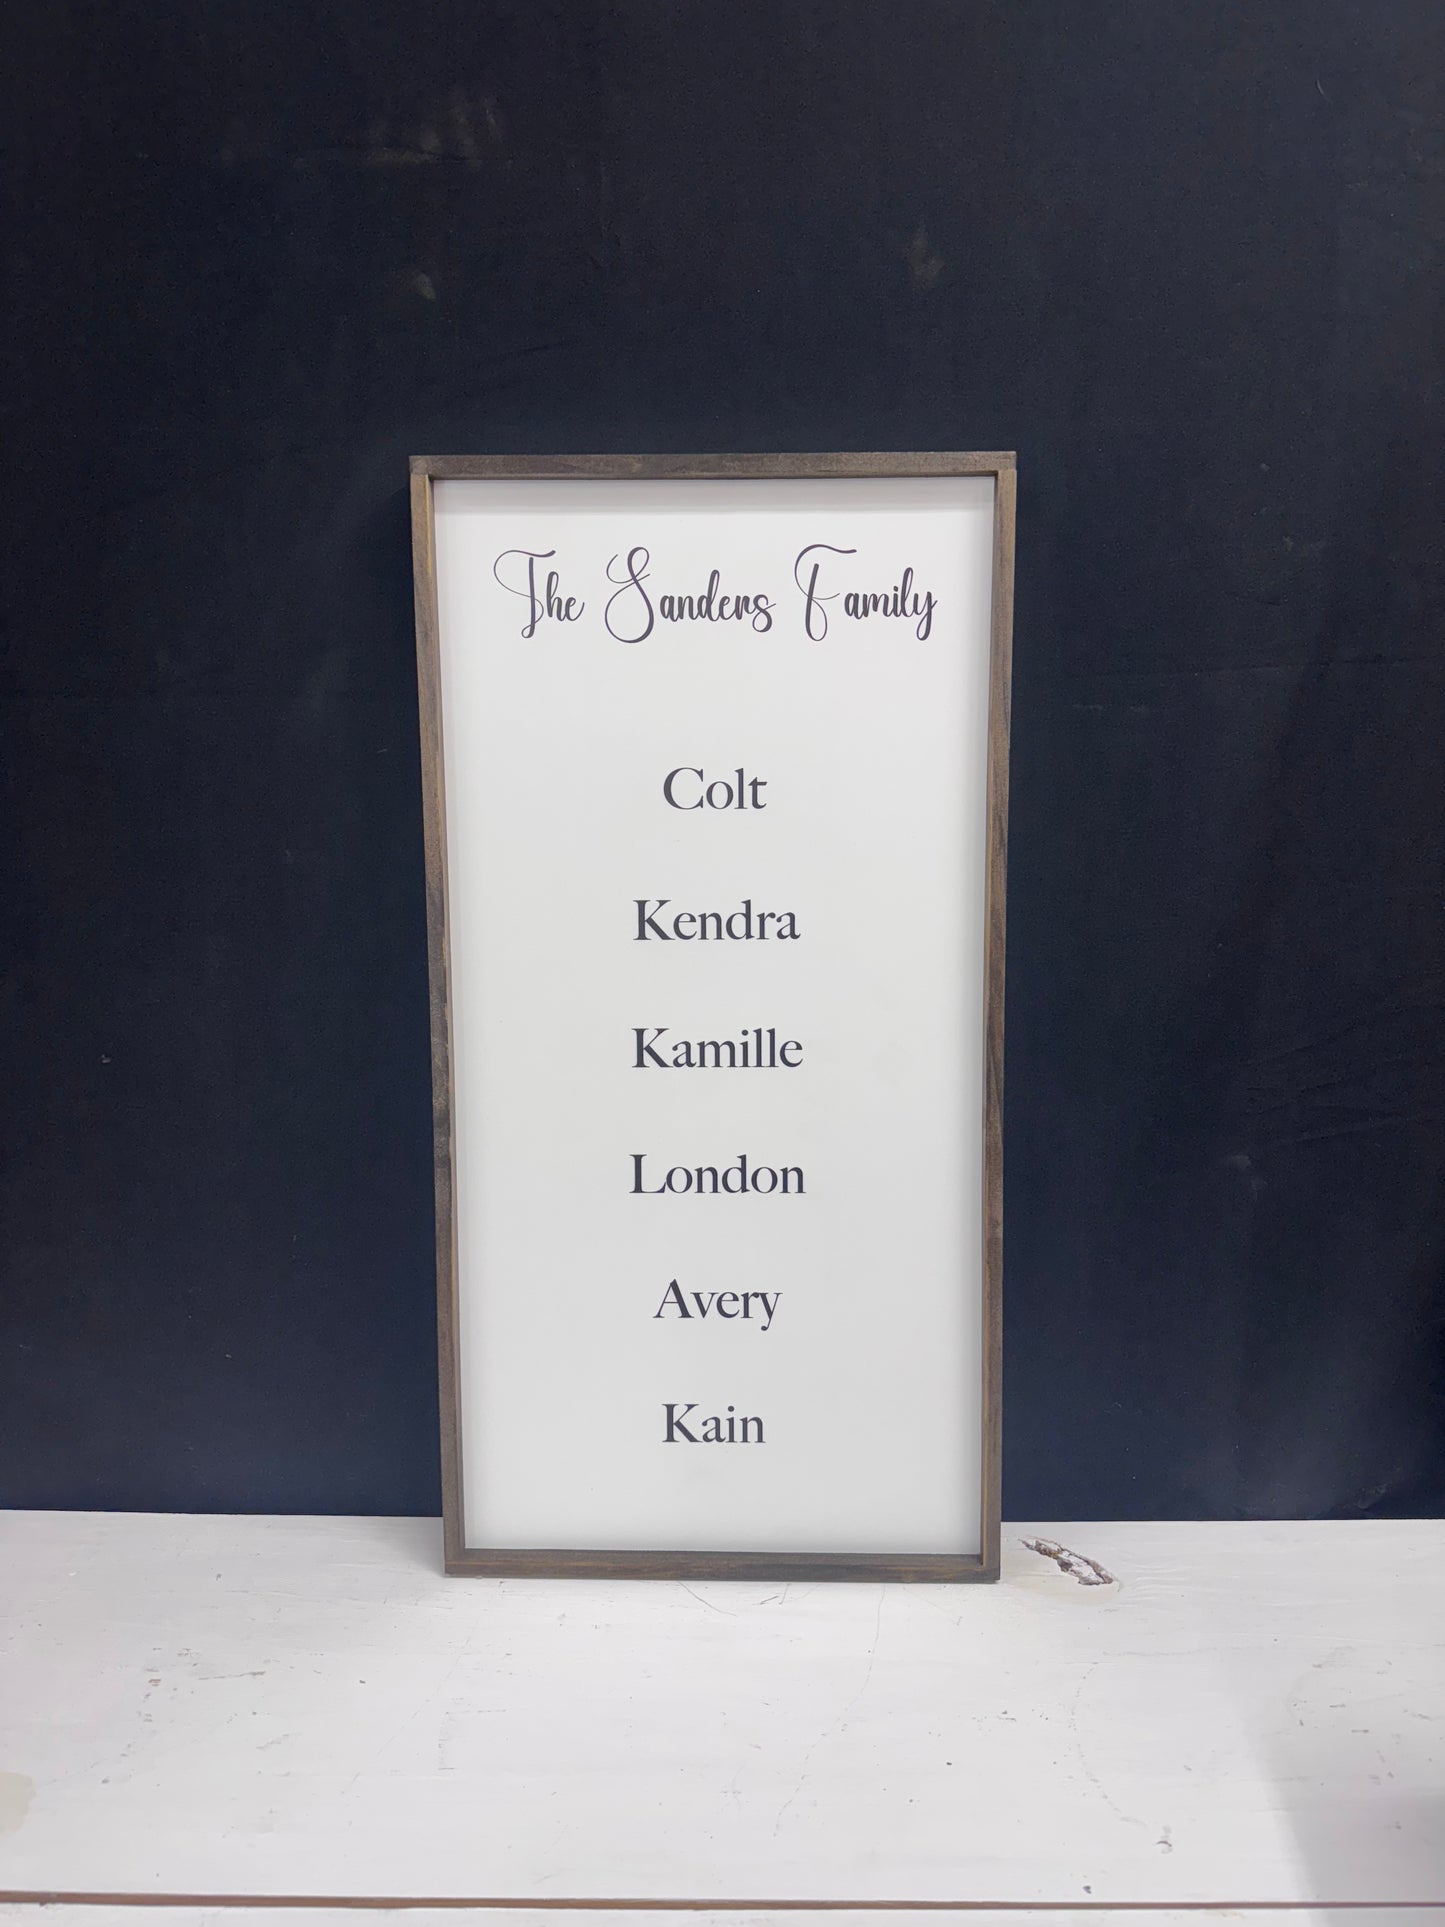 The Sanders Family
Colt
Kendra
Kamille
London
Avery
Kain